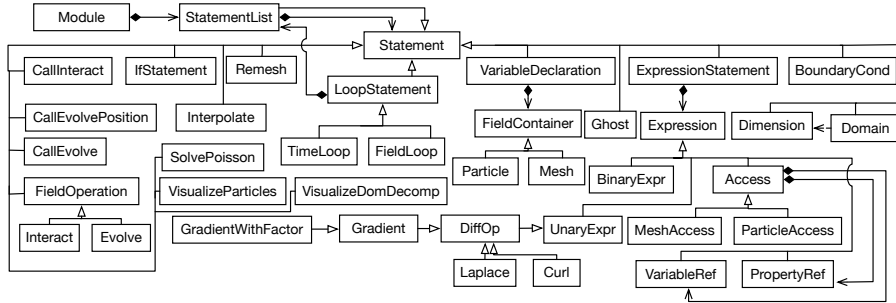 Module
StatementList
Statement
CallInteract
IfStatement
Remesh
LoopStatement
VariableDeclaration
ExpressionStatement
BoundaryCond
CallEvolvePosition
Interpolate
FieldContainer
Ghost
Expression
Dimension
Domain
CallEvolve
SolvePoisson
TimeLoop
FieldLoop
Particle
Mesh
BinaryExpr
Access
FieldOperation
VisualizeParticles
VisualizeDomDecomp
Interact
Evolve
GradientWithFactor
Gradient
DiffOp
UnaryExpr
MeshAccess
ParticleAccess
Laplace
Curl
VariableRef
PropertyRef